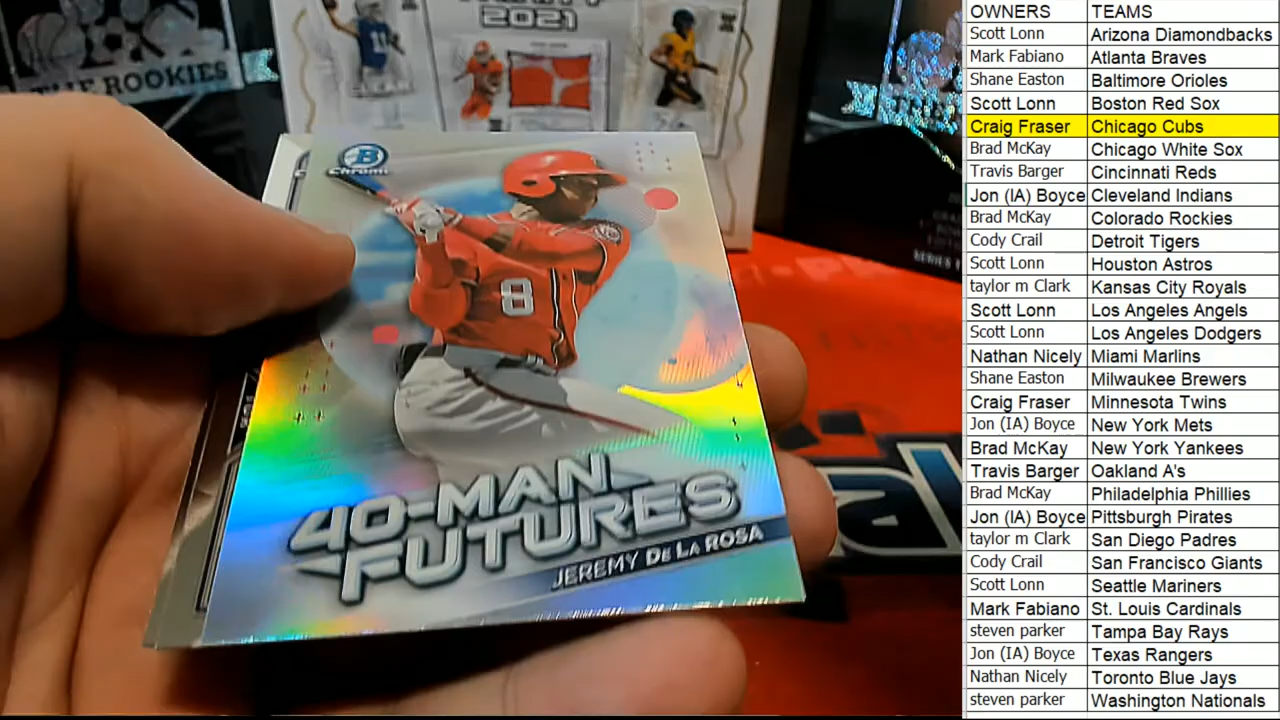 2021
THE ROOKIES
11
B
Chrome
8
40-MAN
FUTURES
JEREMY DE LA ROSA
al
SERIES 1
OWNERS TEAMS
Scott Lonn Arizona Diamondbacks
Mark Fabiano Atlanta Braves
Shane Easton Baltimore Orioles
Scott Lonn Boston Red Sox
Craig Fraser Chicago Cubs
Brad McKay Chicago White Sox
Travis Barger Cincinnati Reds
Jon (IA) Boyce Cleveland Indians
Brad McKay Colorado Rockies
Cody Crail Detroit Tigers
Scott Lonn Houston Astros
taylor m Clark Kansas City Royals
Scott Lonn Los Angeles Angels
Scott Lonn Los Angeles Dodgers
Nathan Nicely Miami Marlins
Shane Easton Milwaukee Brewers
Craig Fraser Minnesota Twins
Jon (IA) Boyce New York Mets
Brad McKay New York Yankees
Travis Barger Oakland A's
Brad McKay Philadelphia Phillies
Jon (IA) Boyce Pittsburgh Pirates
taylor m Clark San Diego Padres
Cody Crail San Francisco Giants
Scott Lonn Seattle Mariners
Mark Fabiano St. Louis Cardinals
steven parker Tampa Bay Rays
Jon (IA) Boyce Texas Rangers
Nathan Nicely Toronto Blue Jays
steven parker Washington Nationals